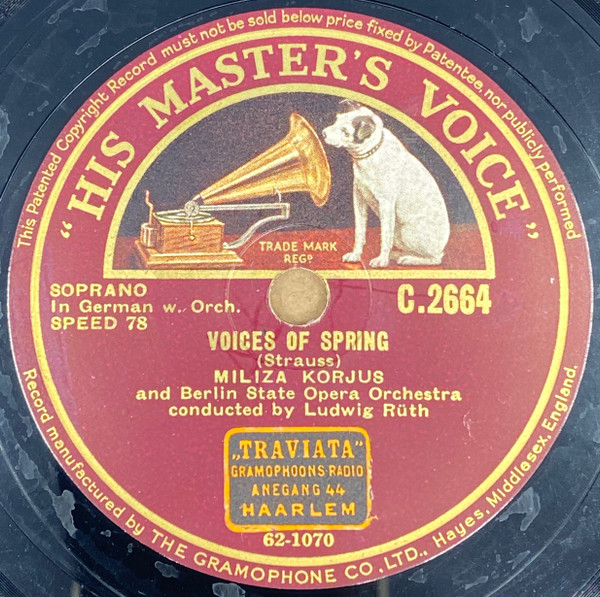 This Patented Copyright Record must not be sold below price fixed by Patentee, nor publicly performed
"HIS MASTER'S VOICE"
TRADE MARK
REGᴰ
SOPRANO
In German w. Orch.
SPEED 78
C.2664
VOICES OF SPRING
(Strauss)
MILIZA KORJUS
and Berlin State Opera Orchestra
conducted by Ludwig Rüth
„TRAVIATA"
GRAMOPHOONS RADIO
ANEGANG 44
HAARLEM
62-1070
Record manufactured by THE GRAMOPHONE CO., LTD., Hayes, Middlesex, England.